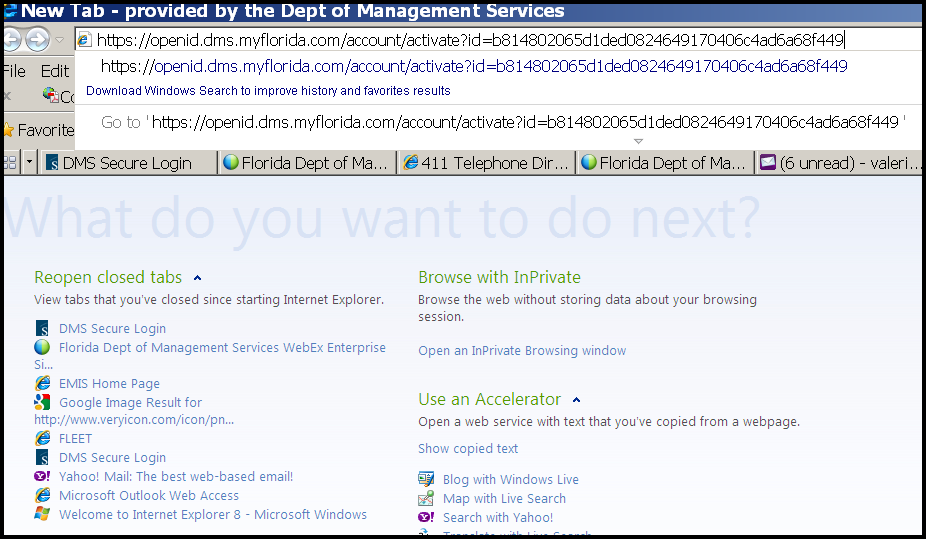 New Tab - provided by the Dept of Management Services
https://openid.dms.myflorida.com/account/activate?id=b814802065d1ded0824649170406c4ad6a68f449
File Edit
https://openid.dms.myflorida.com/account/activate?id=b814802065d1ded0824649170406c4ad6a68f449
Download Windows Search to improve history and favorites results
Favorite
Go to 'https://openid.dms.myflorida.com/account/activate?id=b814802065d1ded0824649170406c4ad6a68f449 '
DMS Secure Login
Florida Dept of Ma...
411 Telephone Dir...
Florida Dept of Ma...
(6 unread) - valeri...
What do you want to do next?
Reopen closed tabs
View tabs that you've closed since starting Internet Explorer.
DMS Secure Login
Florida Dept of Management Services WebEx Enterprise
Si...
EMIS Home Page
Google Image Result for
http://www.veryicon.com/icon/pn...
FLEET
DMS Secure Login
Yahoo! Mail: The best web-based email!
Microsoft Outlook Web Access
Welcome to Internet Explorer 8 - Microsoft Windows
Browse with InPrivate
Browse the web without storing data about your browsing
session.
Open an InPrivate Browsing window
Use an Accelerator
Open a web service with text that you've copied from a webpage.
Show copied text
Blog with Windows Live
Map with Live Search
Search with Yahoo!
Translate with Live Search